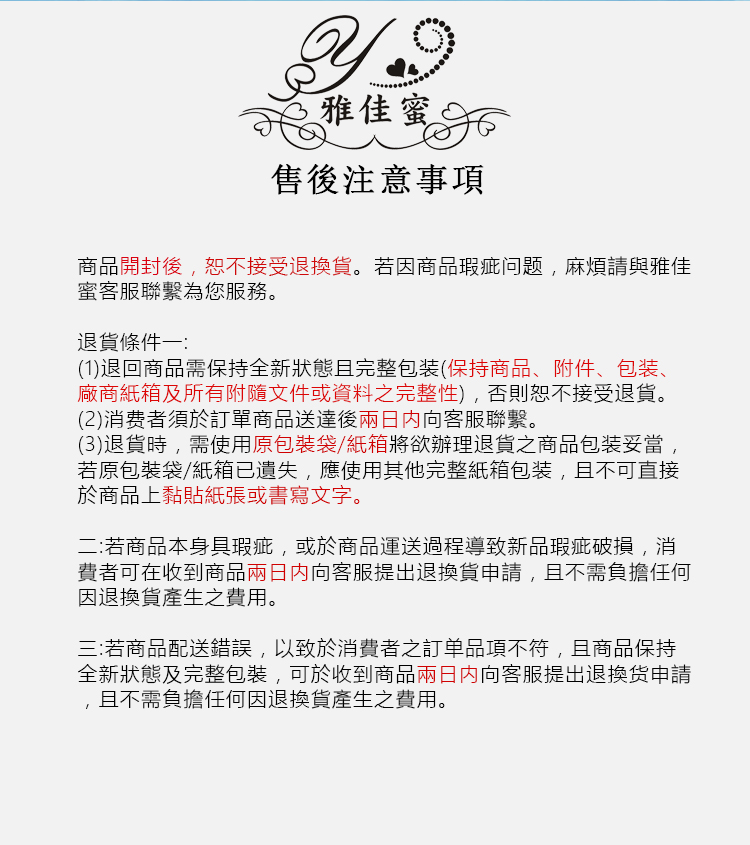 雅佳蜜
售後注意事項
商品開封後，恕不接受退換貨。若因商品瑕疵问题，麻煩請與雅佳
蜜客服聯繫為您服務。
退貨條件一:
(1)退回商品需保持全新狀態且完整包装(保持商品、附件、包装、
廠商紙箱及所有附隨文件或資料之完整性)，否則恕不接受退貨。
(2)消费者須於訂單商品送達後兩日内向客服聯繫。
(3)退貨時，需使用原包裝袋/紙箱將欲辦理退貨之商品包装妥當，
若原包裝袋/紙箱已遺失，應使用其他完整紙箱包装，且不可直接
於商品上黏貼紙張或書寫文字。
二:若商品本身具瑕疵，或於商品運送過程導致新品瑕疵破損，消
費者可在收到商品兩日内向客服提出退換貨申請，且不需負擔任何
因退換貨產生之費用。
三:若商品配送錯誤，以致於消費者之訂单品項不符，且商品保持
全新狀態及完整包裝，可於收到商品兩日内向客服提出退換货申請
，且不需負擔任何因退換貨產生之費用。